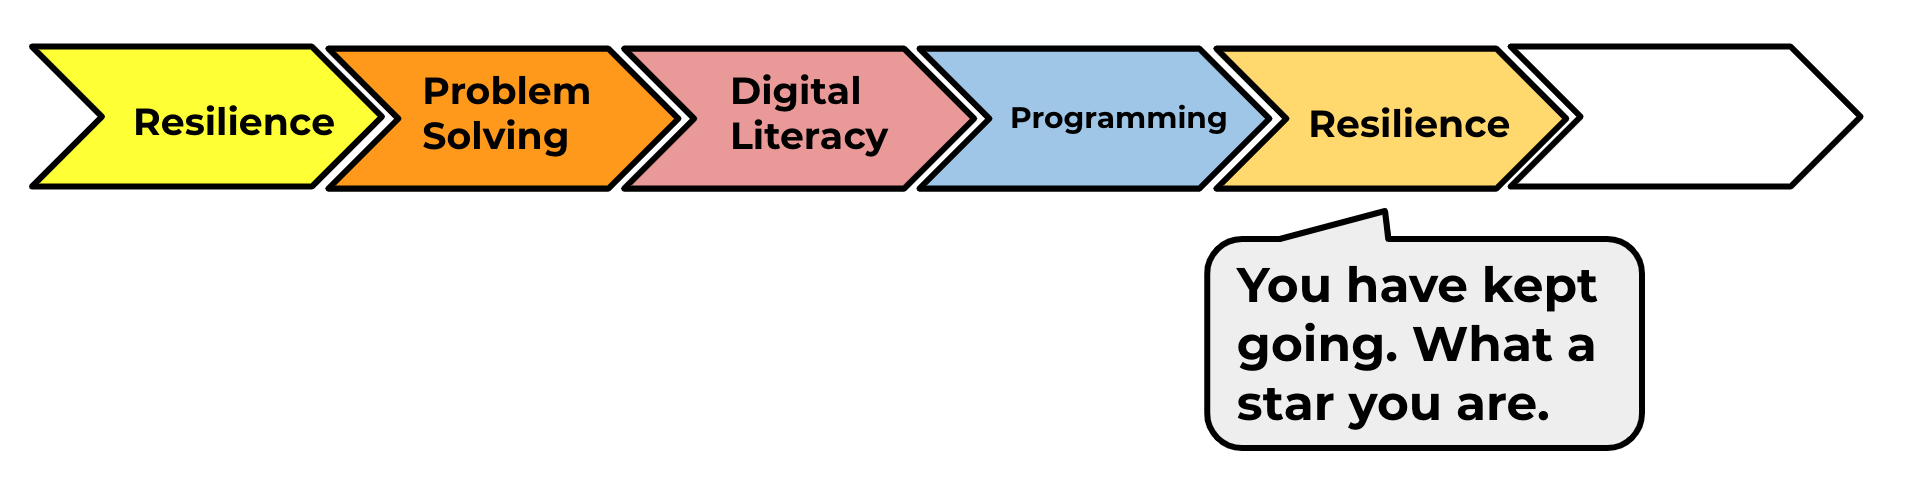 Resilience
Problem
Solving
Digital
Literacy
Programming
Resilience
You have kept
going. What a
star you are.